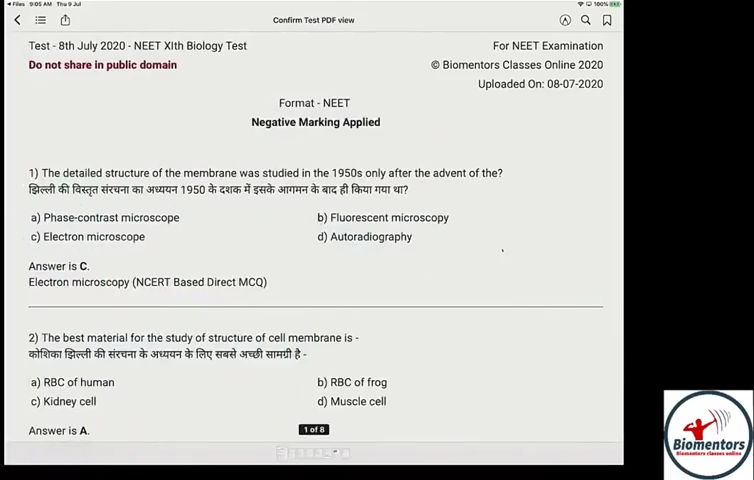 Files 9:05 AM Thu 9 Jul
100%
Confirm Test PDF view
Test - 8th July 2020 - NEET XIth Biology Test
For NEET Examination
Do not share in public domain
© Biomentors Classes Online 2020
Uploaded On: 08-07-2020
Format - NEET
Negative Marking Applied
1) The detailed structure of the membrane was studied in the 1950s only after the advent of the?
झिल्ली की विस्तृत संरचना का अध्ययन 1950 के दशक में इसके आगमन के बाद ही किया गया था?
a) Phase-contrast microscope
b) Fluorescent microscopy
c) Electron microscope
d) Autoradiography
Answer is C.
Electron microscopy (NCERT Based Direct MCQ)
2) The best material for the study of structure of cell membrane is -
कोशिका झिल्ली की संरचना के अध्ययन के लिए सबसे अच्छी सामग्री है -
a) RBC of human
b) RBC of frog
c) Kidney cell
d) Muscle cell
Answer is A.
1 of 8
Biomentors
Biomentors classes online